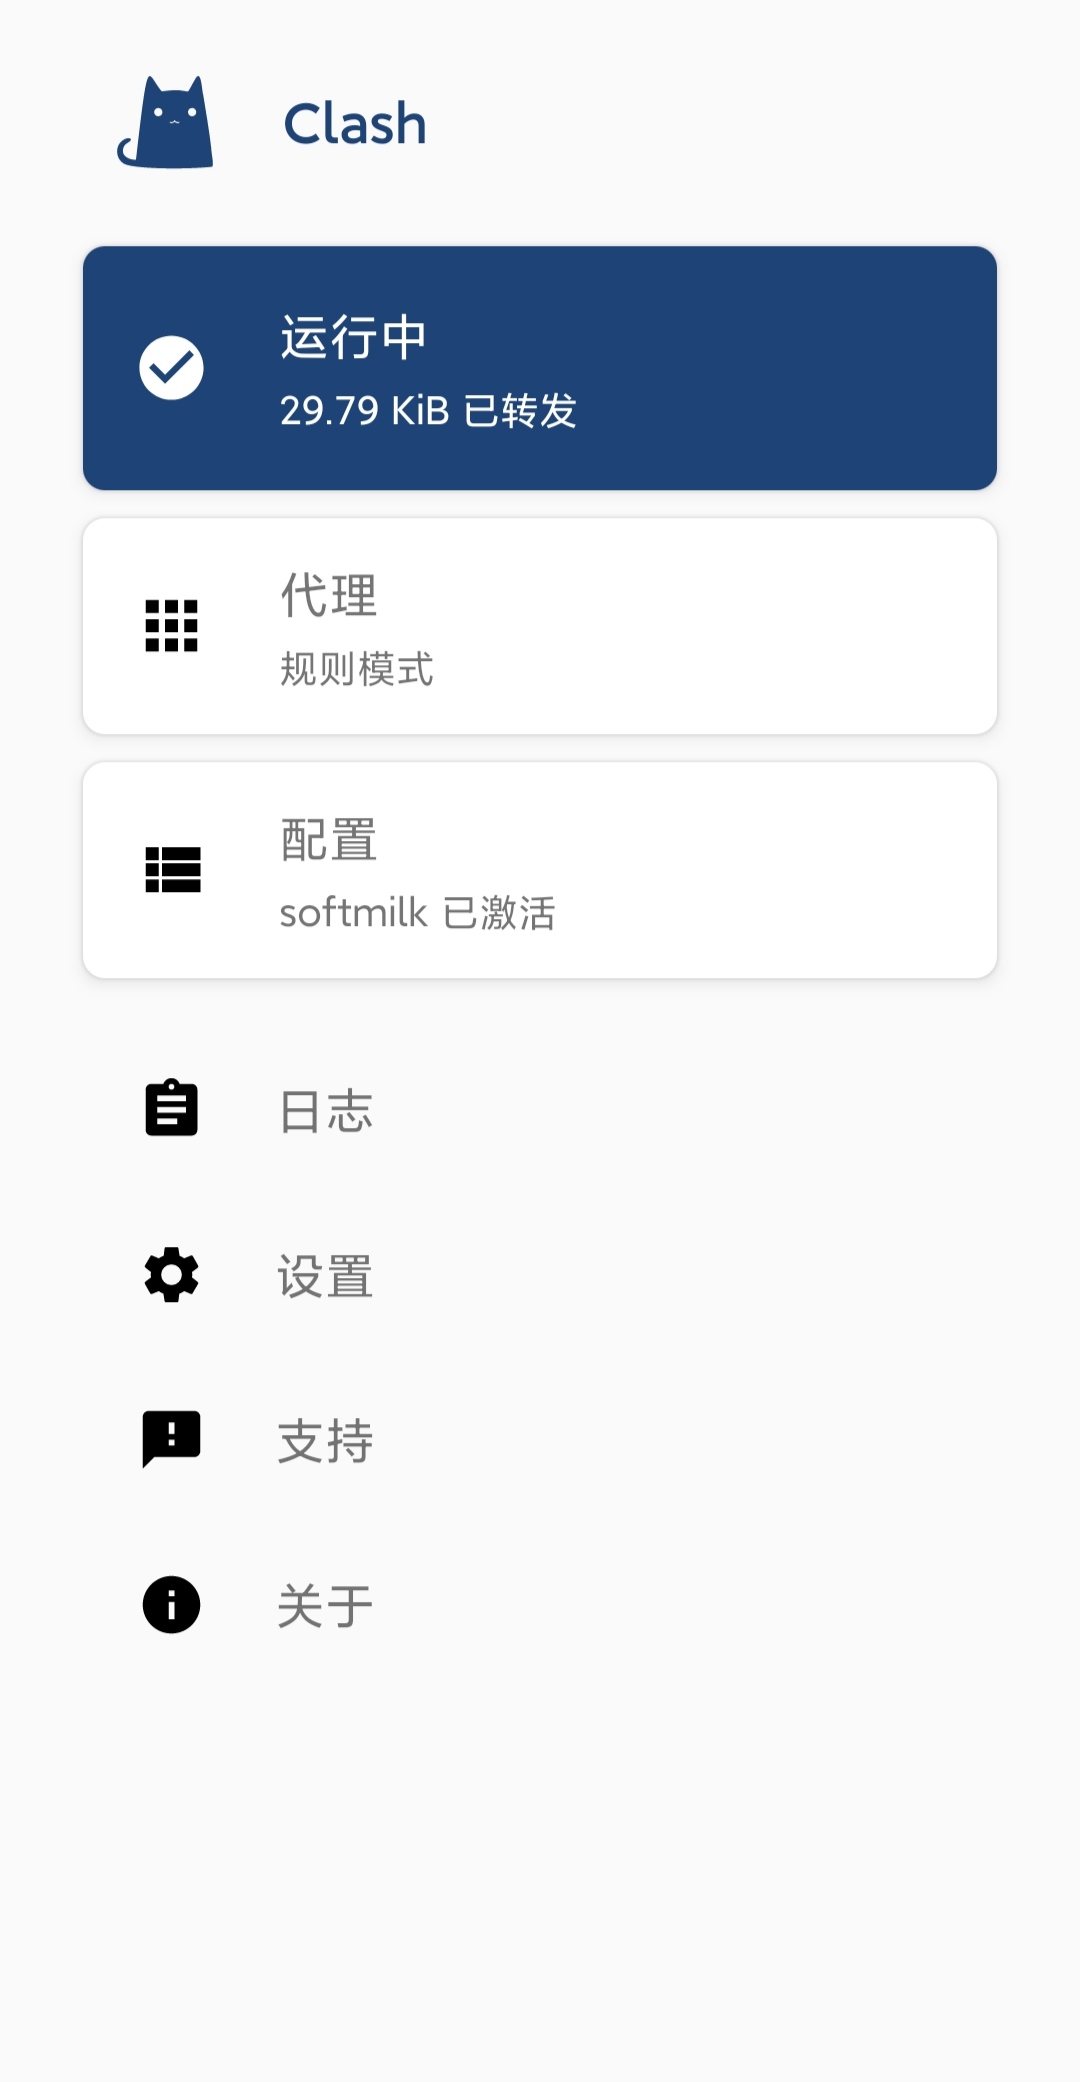 Clash
运行中
29.79 KiB 已转发
代理
规则模式
配置
softmilk 已激活
日志
设置
支持
关于